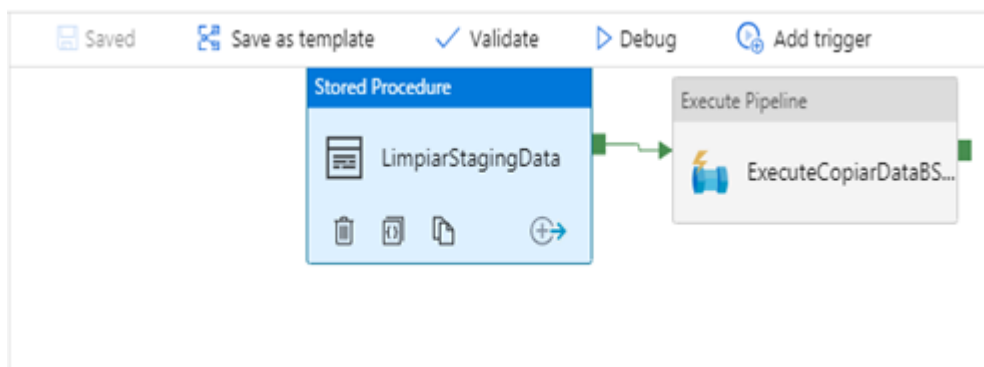 Saved Save as template Validate Debug Add trigger
Stored Procedure
LimpiarStagingData
Execute Pipeline
ExecuteCopiarDataBS...